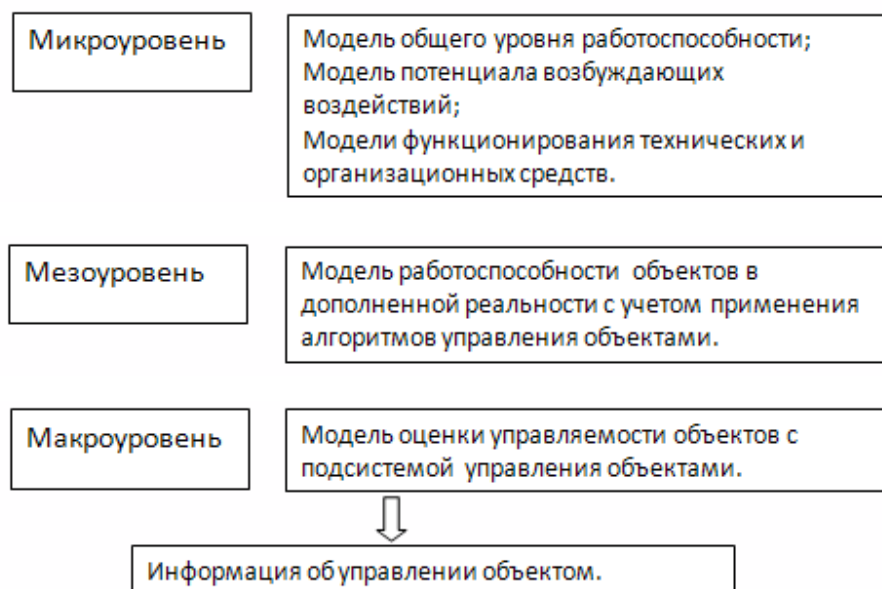 Микроуровень
Модель общего уровня работоспособности;
Модель потенциала возбуждающих
воздействий;
Модели функционирования технических и
организационных средств.
Мезоуровень
Модель работоспособности объектов в
дополненной реальности с учетом применения
алгоритмов управления объектами.
Макроуровень
Модель оценки управляемости объектов с
подсистемой управления объектами.
Информация об управлении объектом.